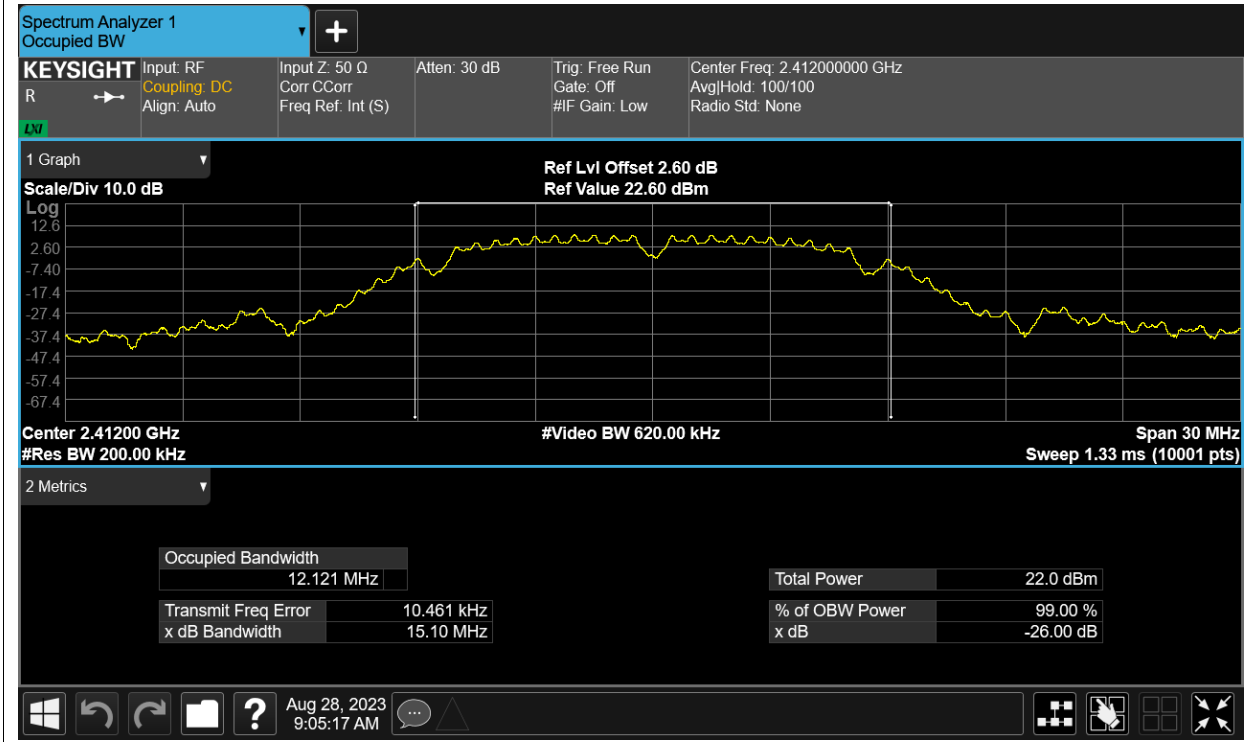 Spectrum Analyzer 1
Occupied BW
KEYSIGHT
R
LXI
Input: RF
Coupling: DC
Align: Auto
Input Z: 50 Ω
Corr CCorr
Freq Ref: Int (S)
Atten: 30 dB
Trig: Free Run
Gate: Off
#IF Gain: Low
Center Freq: 2.412000000 GHz
Avg|Hold: 100/100
Radio Std: None
1 Graph
Scale/Div 10.0 dB
Ref Lvl Offset 2.60 dB
Ref Value 22.60 dBm
Log
12.6
2.60
-7.40
-17.4
-27.4
-37.4
-47.4
-57.4
-67.4
Center 2.41200 GHz
#Res BW 200.00 kHz
#Video BW 620.00 kHz
Span 30 MHz
Sweep 1.33 ms (10001 pts)
2 Metrics
Occupied Bandwidth
12.121 MHz
Transmit Freq Error 10.461 kHz
x dB Bandwidth 15.10 MHz
Total Power 22.0 dBm
% of OBW Power 99.00 %
x dB -26.00 dB
?
Aug 28, 2023
9:05:17 AM